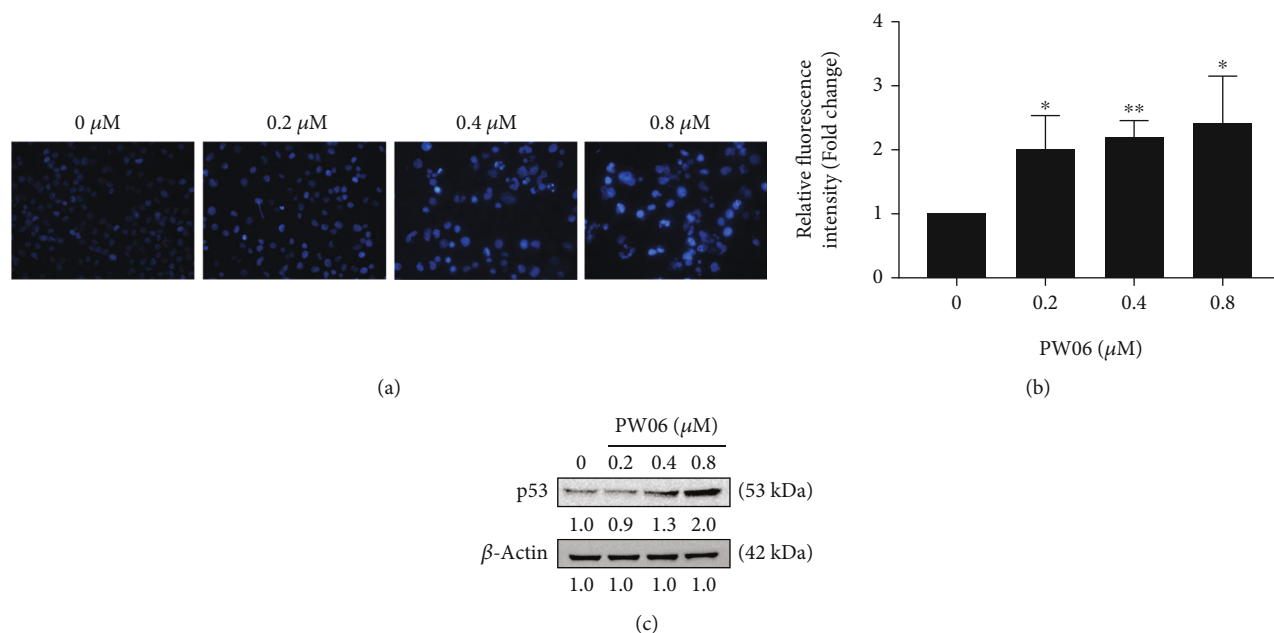 0 μM 0.2 μM 0.4 μM 0.8 μM
(a)
Relative fluorescence
intensity (Fold change)
4
3
2
1
0
* ** *
0 0.2 0.4 0.8
PW06 (μM)
(b)
PW06 (μM)
0 0.2 0.4 0.8
p53 (53 kDa)
1.0 0.9 1.3 2.0
β-Actin (42 kDa)
1.0 1.0 1.0 1.0
(c)